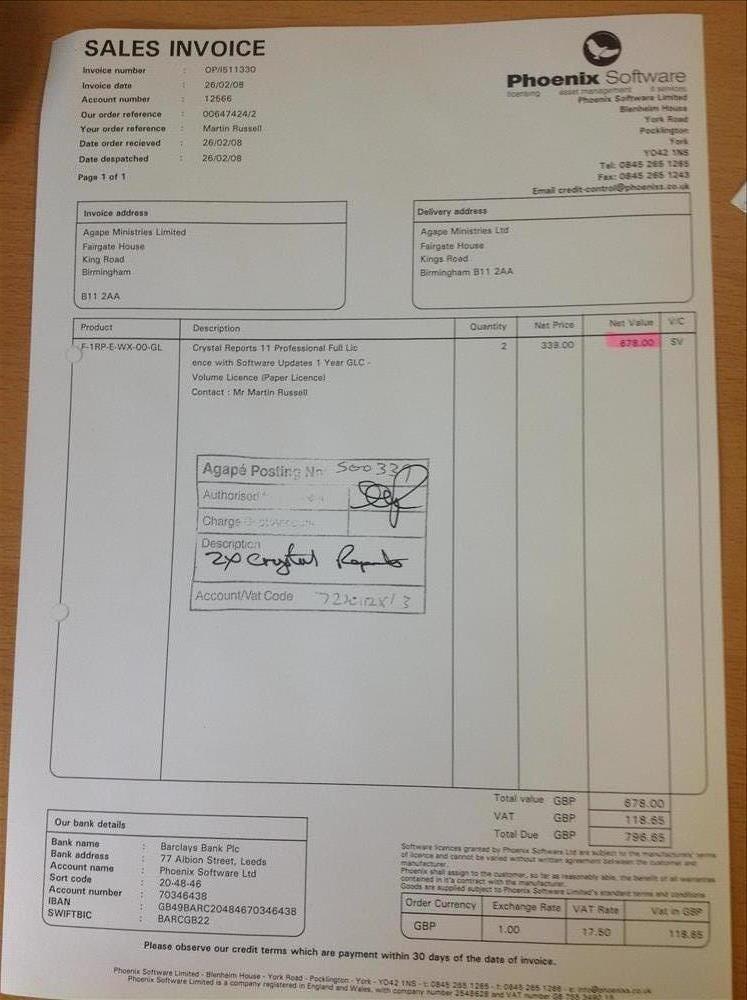 SALES INVOICE
Invoice number : OP/I511330
Invoice date : 26/02/08
Account number : 12566
Our order reference : 00647424/2
Your order reference : Martin Russell
Date order recieved : 26/02/08
Date despatched : 26/02/08
Page 1 of 1
Phoenix Software
licensing asset management it services
Phoenix Software Limited
Blenheim House
York Road
Pocklington
York
YO42 1NS
Tel: 0845 265 1265
Fax: 0845 265 1243
Email credit-control@phoenixs.co.uk
Invoice address
Agape Ministries Limited
Fairgate House
King Road
Birmingham
B11 2AA
Delivery address
Agape Ministries Ltd
Fairgate House
Kings Road
Birmingham B11 2AA
Product Description Quantity Net Price Net Value V/C
F-1RP-E-WX-00-GL Crystal Reports 11 Professional Full Lic 2 339.00 678.00 SV
ence with Software Updates 1 Year GLC -
Volume Licence (Paper Licence)
Contact : Mr Martin Russell
Agapé Posting No 500337
Authorised
Charge
Description
2x Crystal Reports
Account/Vat Code
Total value GBP 678.00
VAT GBP 118.65
Total Due GBP 796.65
Our bank details
Bank name : Barclays Bank Plc
Bank address : 77 Albion Street, Leeds
Account name : Phoenix Software Ltd
Sort code : 20-48-46
Account number : 70346438
IBAN : GB49BARC20484670346438
SWIFTBIC : BARCGB22
Software licences granted by Phoenix Software Ltd are subject to the manufacturers' terms
of licence and cannot be varied without written agreement between the customer and
manufacturer.
Phoenix shall assign to the customer, so far as reasonably able, the benefit of all warranties
contained in it's contract with the manufacturer.
Goods are supplied subject to Phoenix Software Limited's standard terms and conditions
Order Currency Exchange Rate VAT Rate Vat in GBP
GBP 1.00 17.50 118.65
Please observe our credit terms which are payment within 30 days of the date of invoice.
Phoenix Software Limited - Blenheim House - York Road - Pocklington - York - YO42 1NS - t: 0845 265 1265 - f: 0845 265 1266 - e: info@phoenixs.co.uk
Phoenix Software Limited is a company registered in England and Wales, with company number 2548628 and VAT number